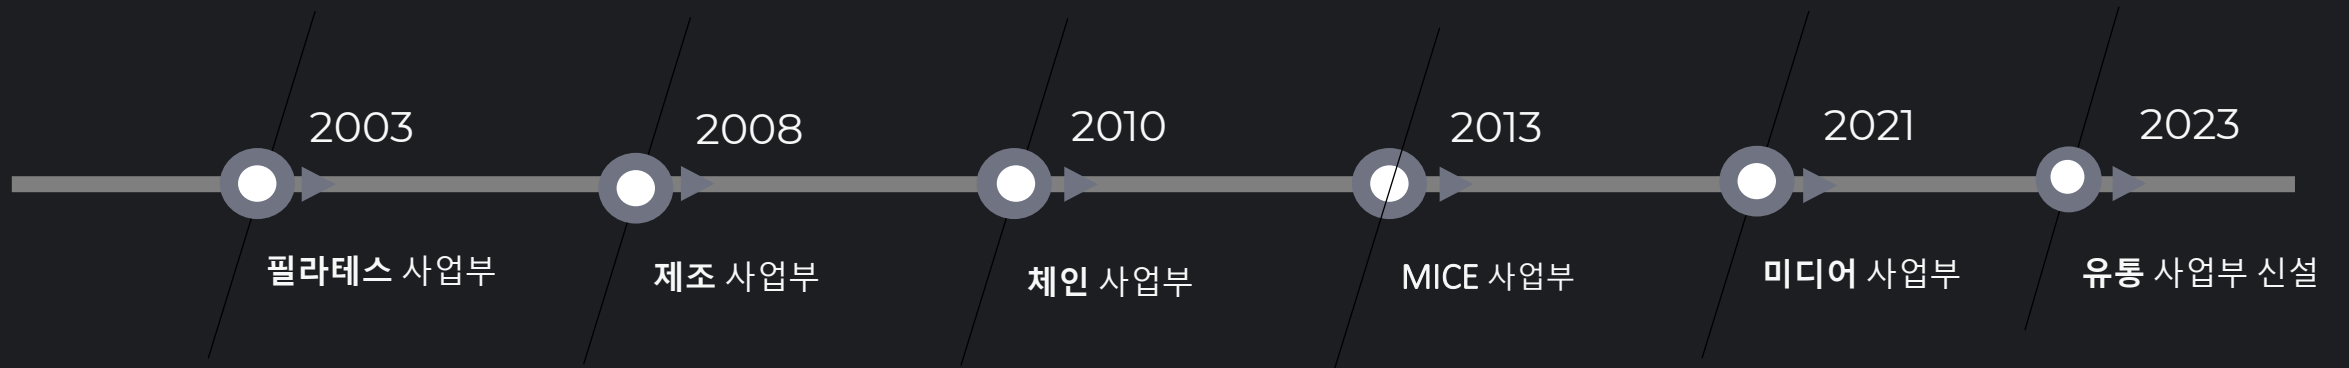 2003
2008
2010
2013
2021
2023
필라테스 사업부
제조 사업부
체인 사업부
MICE 사업부
미디어 사업부
유통 사업부 신설